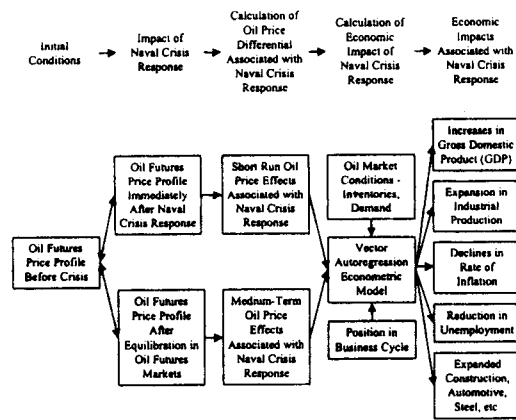 Initial
Conditions
Impact of
Naval Crisis
Response
Calculation of
Oil Price
Differential
Associated with
Naval Crisis
Response
Calculation of
Economic
Impact of
Naval Crisis
Response
Economic
Impacts
Associated with
Naval Crisis
Response
Oil Futures
Price Profile
Before Crisis
Oil Futures
Price Profile
Immediately
After Naval
Crisis Response
Short Run Oil
Price Effects
Associated with
Naval Crisis
Response
Oil Futures
Price Profile
After
Equilibration in
Oil Futures
Markets
Medium-Term
Oil Price
Effects
Associated with
Naval Crisis
Response
Oil Market
Conditions -
Inventories,
Demand
Vector
Autoregression
Econometric
Model
Position in
Business Cycle
Increases in
Gross Domestic
Product (GDP)
Expansion in
Industrial
Production
Declines in
Rate of
Inflation
Reduction in
Unemployment
Expanded
Construction,
Automotive,
Steel, etc